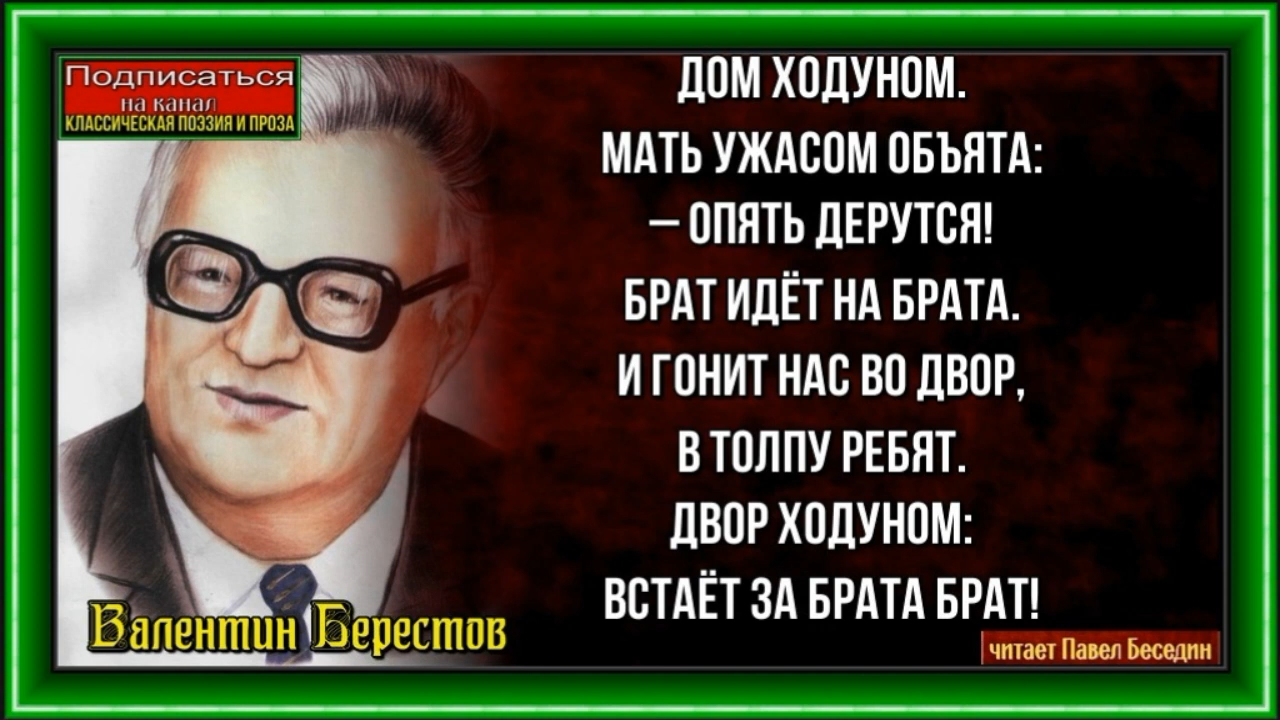 Подписаться
на канал
КЛАССИЧЕСКАЯ ПОЭЗИЯ И ПРОЗА
ДОМ ХОДУНОМ.
МАТЬ УЖАСОМ ОБЪЯТА:
– ОПЯТЬ ДЕРУТСЯ!
БРАТ ИДЁТ НА БРАТА.
И ГОНИТ НАС ВО ДВОР,
В ТОЛПУ РЕБЯТ.
ДВОР ХОДУНОМ:
ВСТАЁТ ЗА БРАТА БРАТ!
Валентин Берестов
читает Павел Беседин